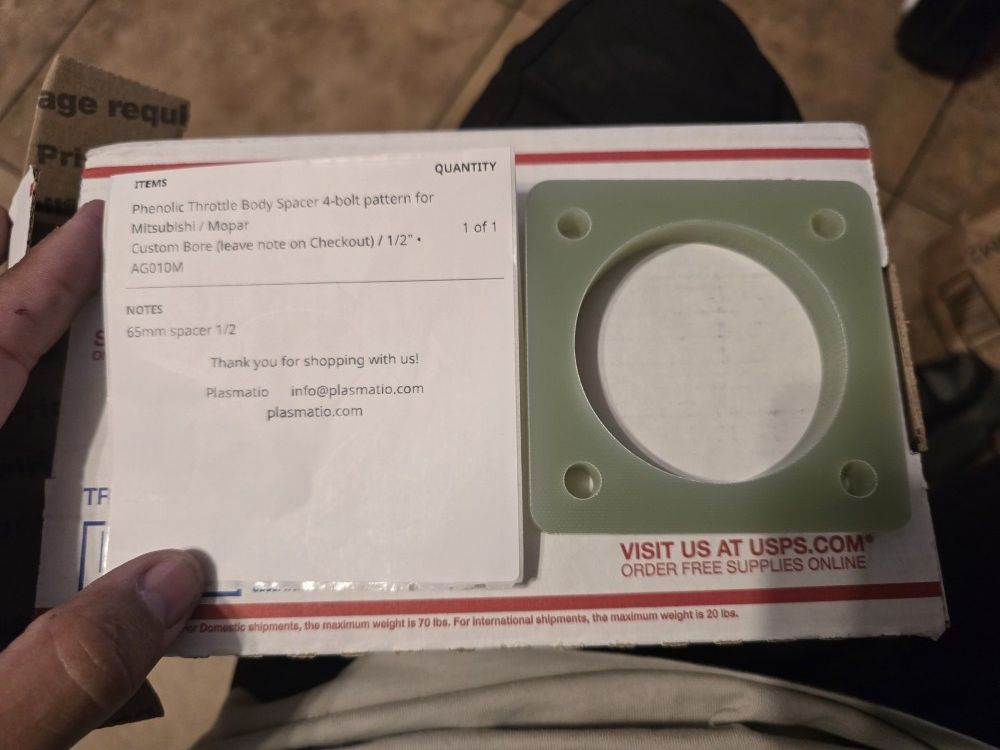 age requi
Pri
ITEMS
QUANTITY
Phenolic Throttle Body Spacer 4-bolt pattern for
Mitsubishi / Mopar
1 of 1
Custom Bore (leave note on Checkout) / 1/2" •
AG010M
NOTES
65mm spacer 1/2
Thank you for shopping with us!
Plasmatio info@plasmatio.com
plasmatio.com
TR
VISIT US AT USPS.COM®
ORDER FREE SUPPLIES ONLINE
For Domestic shipments, the maximum weight is 70 lbs. For International shipments, the maximum weight is 20 lbs.